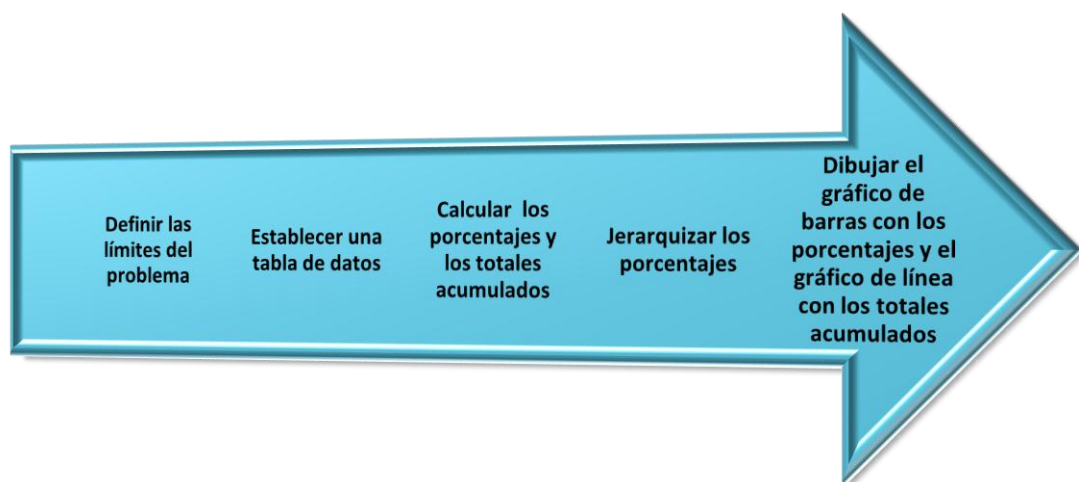 Definir las
límites del
problema
Establecer una
tabla de datos
Calcular los
porcentajes y
los totales
acumulados
Jerarquizar los
porcentajes
Dibujar el
gráfico de
barras con los
porcentajes y el
gráfico de línea
con los totales
acumulados